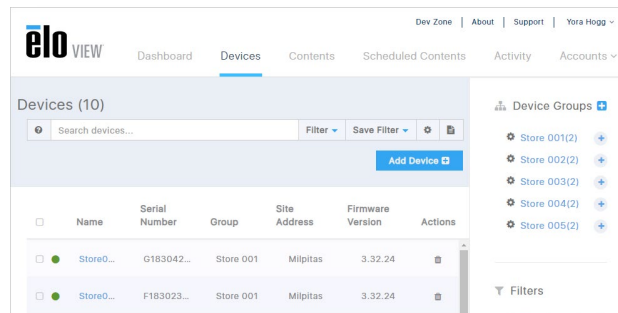 Dev Zone | About | Support | Yora Hogg
ēlo VIEW
Dashboard Devices Contents Scheduled Contents Activity Accounts
Devices (10)
Search devices... Filter Save Filter
Add Device
Name Serial Number Group Site Address Firmware Version Actions
Store0... G183042... Store 001 Milpitas 3.32.24
Store0... F183023... Store 001 Milpitas 3.32.24
Device Groups
Store 001(2)
Store 002(2)
Store 003(2)
Store 004(2)
Store 005(2)
Filters